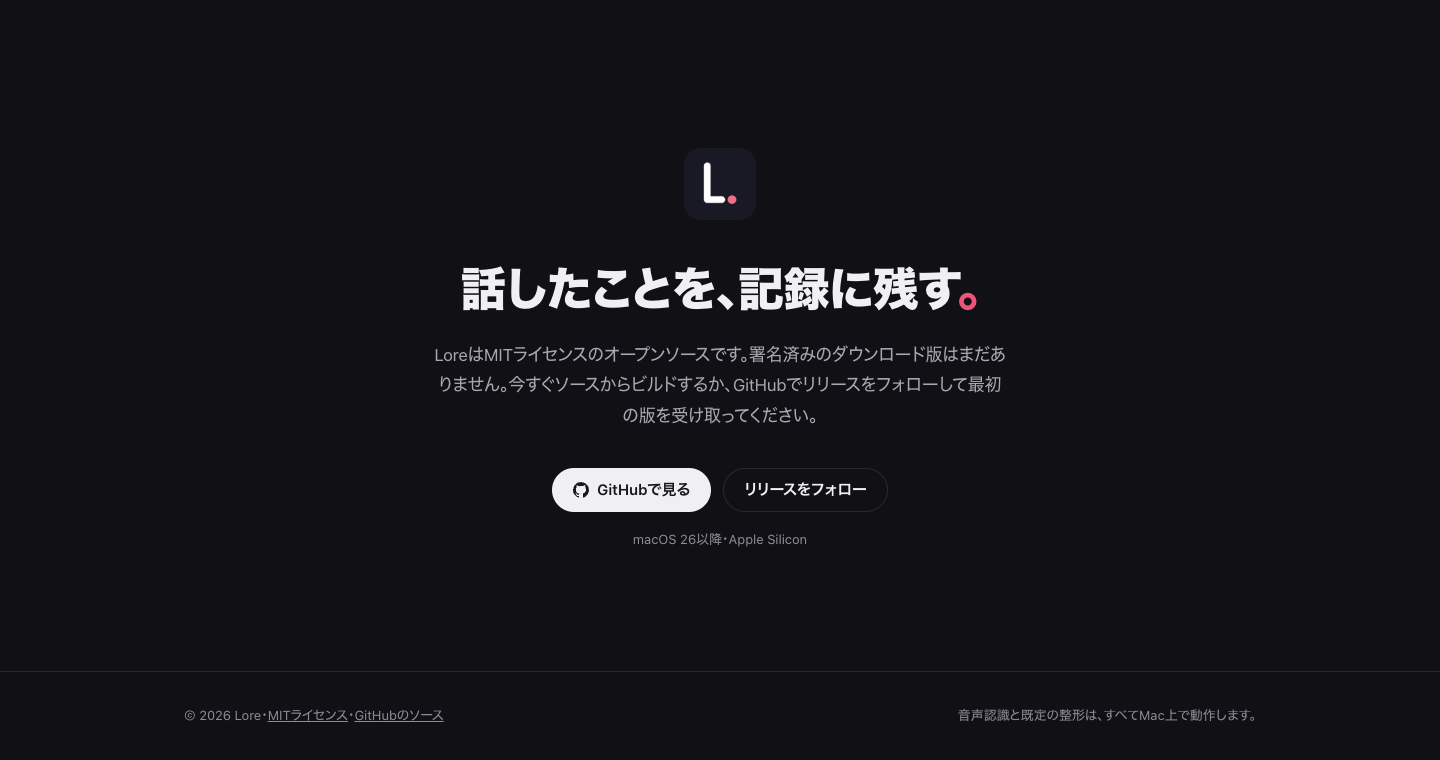 L.
話したことを、記録に残す。
LoreはMITライセンスのオープンソースです。署名済みのダウンロード版はまだあ
りません。今すぐソースからビルドするか、GitHubでリリースをフォローして最初
の版を受け取ってください。
GitHubで見る
リリースをフォロー
macOS 26以降・Apple Silicon
© 2026 Lore・MITライセンス・GitHubのソース
音声認識と既定の整形は、すべてMac上で動作します。